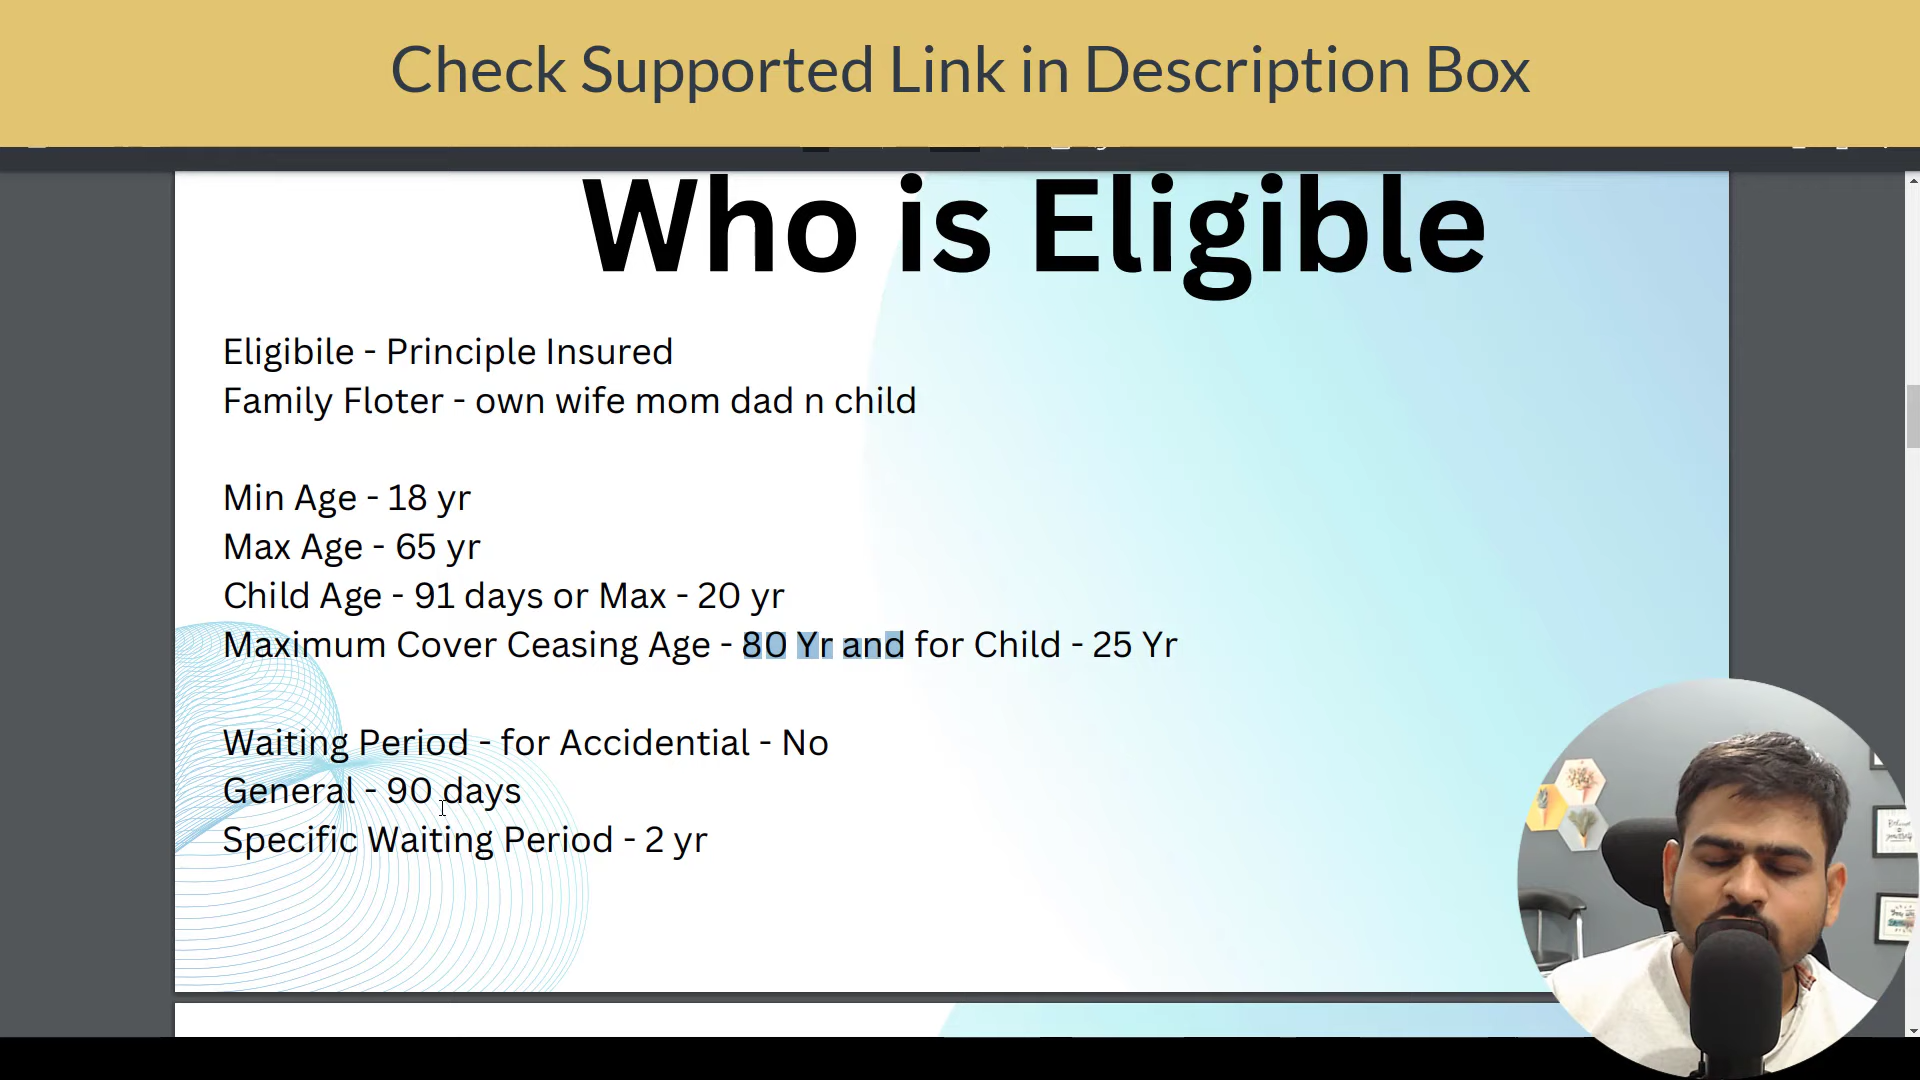 Check Supported Link in Description Box
Who is Eligible
Eligibile - Principle Insured
Family Floter - own wife mom dad n child
Min Age - 18 yr
Max Age - 65 yr
Child Age - 91 days or Max - 20 yr
Maximum Cover Ceasing Age - 80 Yr and for Child - 25 Yr
Waiting Period - for Accidential - No
General - 90 days
Specific Waiting Period - 2 yr